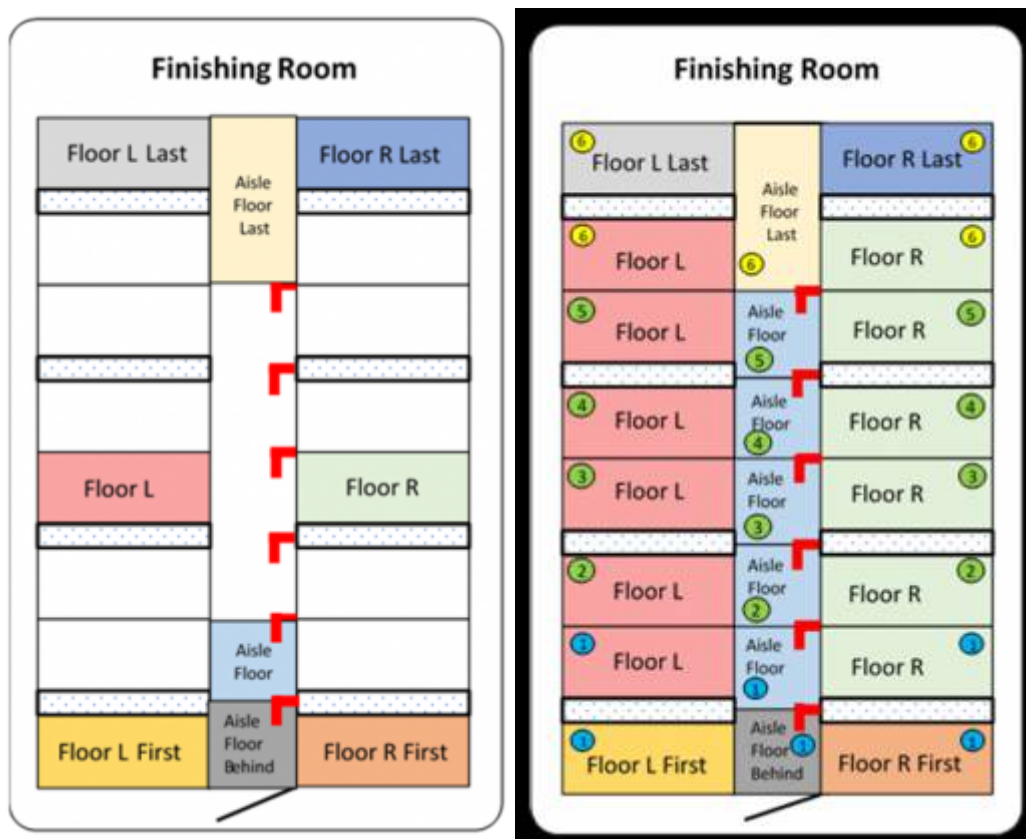 Finishing Room
Floor L Last
Aisle
Floor
Last
Floor R Last
Floor L
Floor R
Aisle
Floor
Floor L First
Aisle
Floor
Behind
Floor R First
Finishing Room
6
Floor L Last
Aisle
Floor
Last
6
Floor R Last
6
Floor L
6
6
Floor R
5
Floor L
Aisle
Floor
5
5
Floor R
4
Floor L
Aisle
Floor
4
4
Floor R
3
Floor L
Aisle
Floor
3
3
Floor R
2
Floor L
Aisle
Floor
2
2
Floor R
1
Floor L
Aisle
Floor
1
1
Floor R
1
Floor L First
Aisle
Floor
Behind
1
1
Floor R First